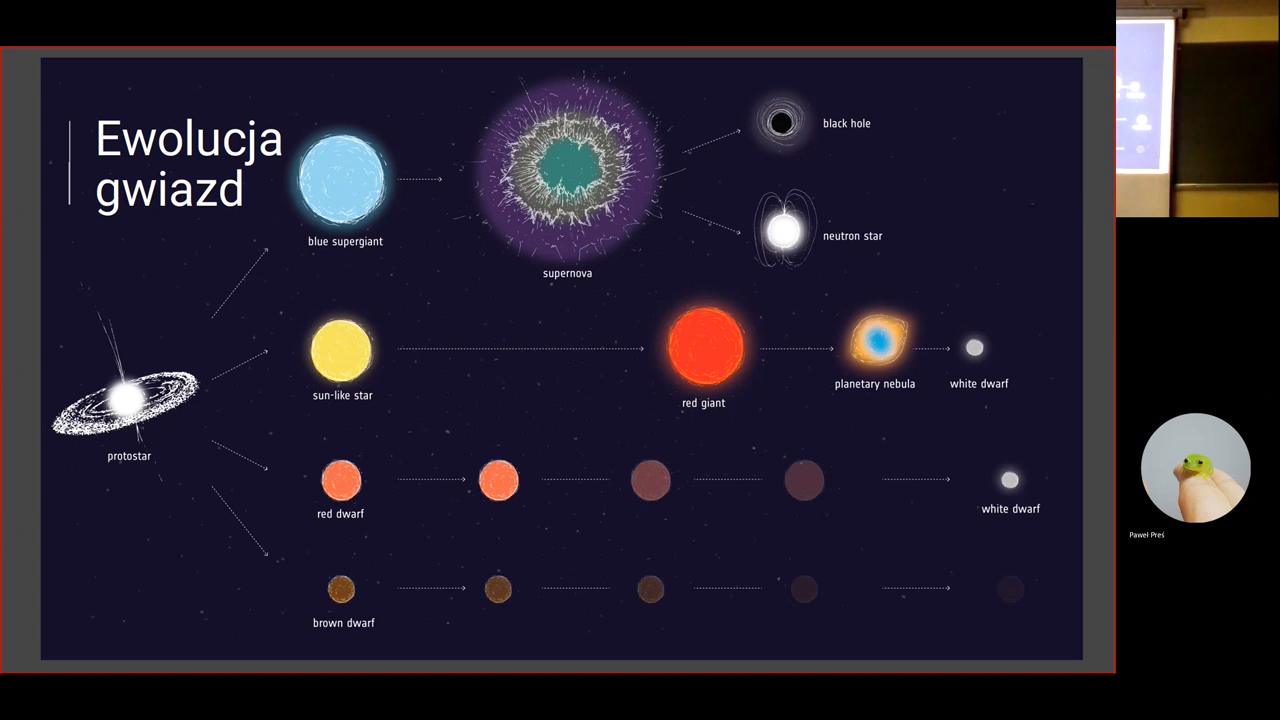 Ewolucja
gwiazd
blue supergiant
supernova
black hole
neutron star
protostar
sun-like star
red giant
planetary nebula
white dwarf
red dwarf
white dwarf
brown dwarf
Paweł Preś